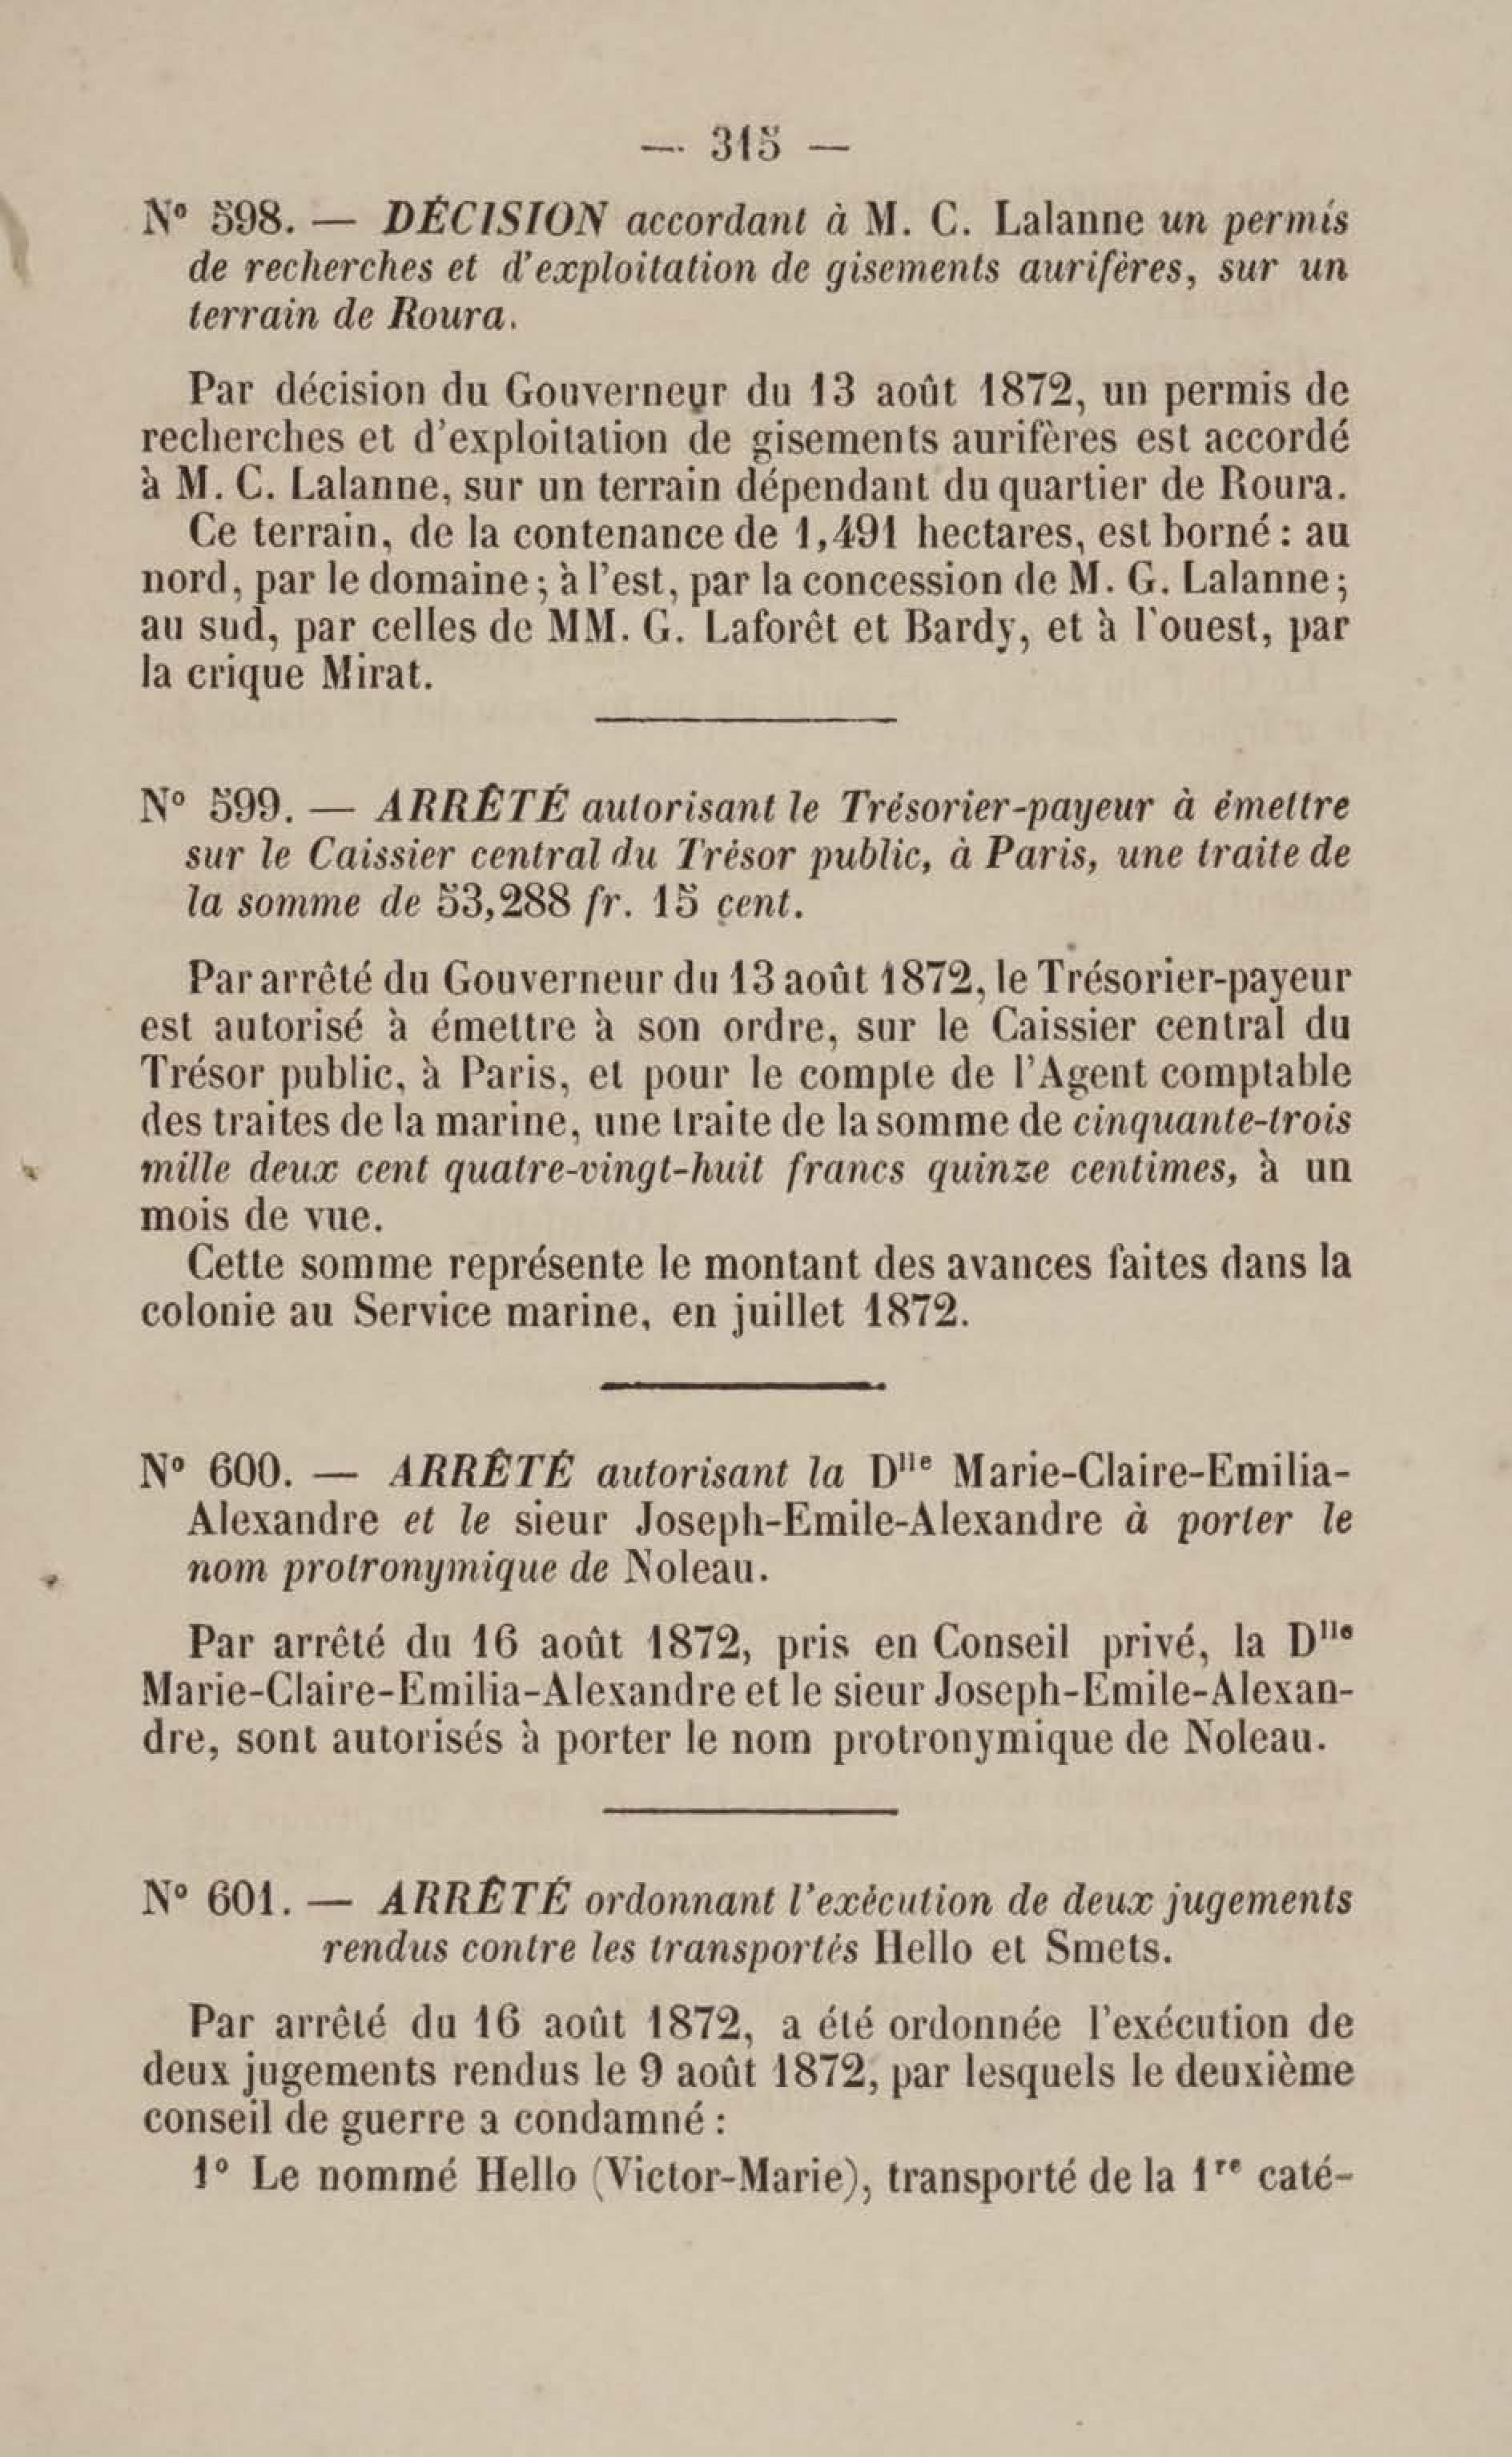 — 315 —
N° 598. — DÉCISION accordant à M. C. Lalanne un permis
de recherches et d'exploitation de gisements aurifères, sur un
terrain de Roura.
Par décision du Gouverneur du 13 août 1872, un permis de
recherches et d'exploitation de gisements aurifères est accordé
à M. C. Lalanne, sur un terrain dépendant du quartier de Roura.
Ce terrain, de la contenance de 1,491 hectares, est borné : au
nord, par le domaine ; à l'est, par la concession de M. G. Lalanne ;
au sud, par celles de MM. G. Laforêt et Bardy, et à l'ouest, par
la crique Mirat.
N° 599. — ARRÊTÉ autorisant le Trésorier-payeur à émettre
sur le Caissier central du Trésor public, à Paris, une traite de
la somme de 53,288 fr. 15 cent.
Par arrêté du Gouverneur du 13 août 1872, le Trésorier-payeur
est autorisé à émettre à son ordre, sur le Caissier central du
Trésor public, à Paris, et pour le compte de l'Agent comptable
des traites de la marine, une traite de la somme de cinquante-trois
mille deux cent quatre-vingt-huit francs quinze centimes, à un
mois de vue.
Cette somme représente le montant des avances faites dans la
colonie au Service marine, en juillet 1872.
N° 600. — ARRÊTÉ autorisant la Dlle Marie-Claire-Emilia-
Alexandre et le sieur Joseph-Emile-Alexandre à porter le
nom protronymique de Noleau.
Par arrêté du 16 août 1872, pris en Conseil privé, la Dlle
Marie-Claire-Emilia-Alexandre et le sieur Joseph-Emile-Alexan-
dre, sont autorisés à porter le nom protronymique de Noleau.
N° 601. — ARRÊTÉ ordonnant l'exécution de deux jugements
rendus contre les transportés Hello et Smets.
Par arrêté du 16 août 1872, a été ordonnée l'exécution de
deux jugements rendus le 9 août 1872, par lesquels le deuxième
conseil de guerre a condamné :
1° Le nommé Hello (Victor-Marie), transporté de la 1re caté-